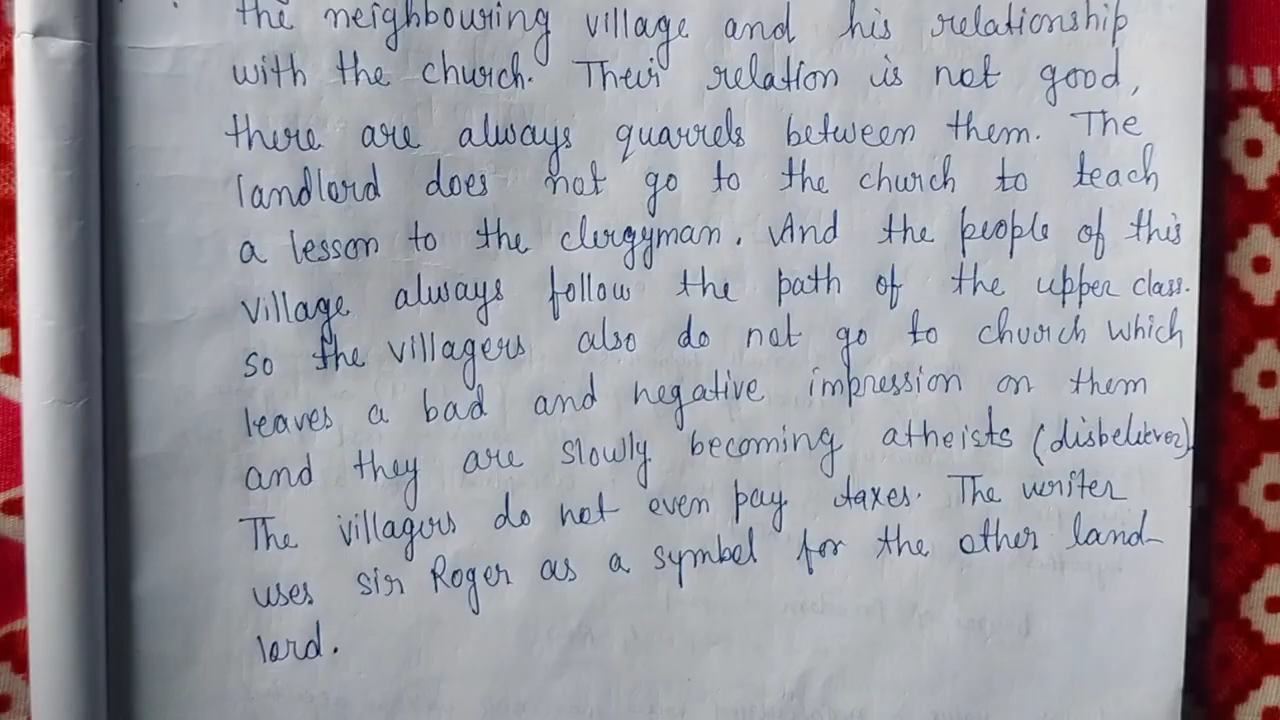 the neighbouring village and his relationship
with the church. Their relation is not good,
there are always quarrels between them. The
landlord does not go to the church to teach
a lesson to the clergyman. And the people of this
village always follow the path of the upper class.
so the villagers also do not go to church which
leaves a bad and negative impression on them
and they are slowly becoming atheists (disbeliever)
The villagers do not even pay taxes. The writer
uses sir Roger as a symbol for the other land-
lord.